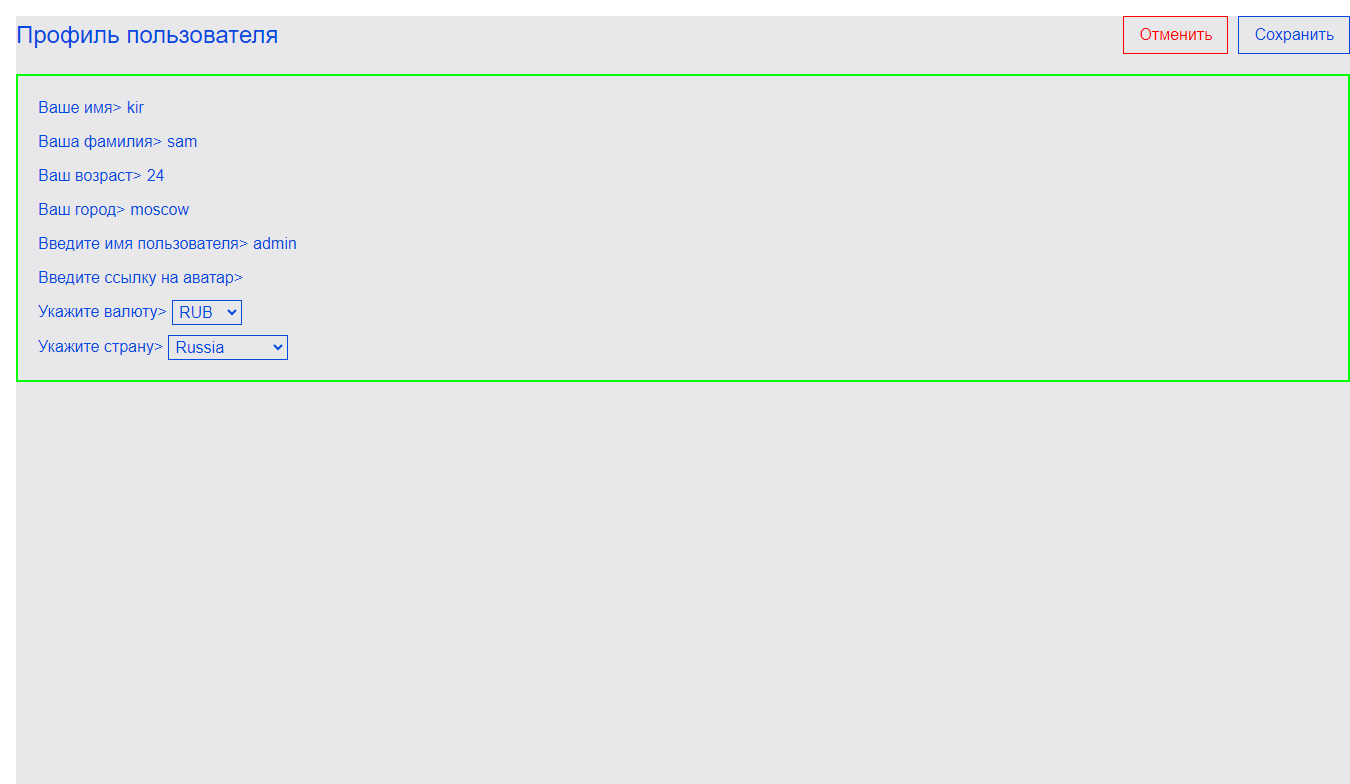 Профиль пользователя
Отменить
Сохранить
Ваше имя> kir
Ваша фамилия> sam
Ваш возраст> 24
Ваш город> moscow
Введите имя пользователя> admin
Введите ссылку на аватар>
Укажите валюту> RUB
Укажите страну> Russia